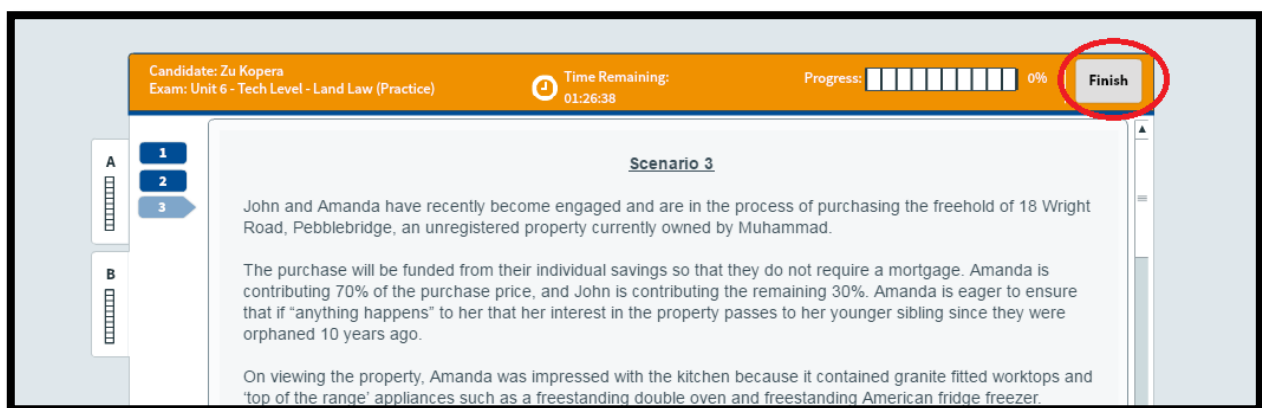 Candidate: Zu Kopera
Exam: Unit 6 - Tech Level - Land Law (Practice)
Time Remaining:
01:26:38
Progress:
0%
Finish
A
B
1
2
3
Scenario 3
John and Amanda have recently become engaged and are in the process of purchasing the freehold of 18 Wright
Road, Pebblebridge, an unregistered property currently owned by Muhammad.
The purchase will be funded from their individual savings so that they do not require a mortgage. Amanda is
contributing 70% of the purchase price, and John is contributing the remaining 30%. Amanda is eager to ensure
that if “anything happens” to her that her interest in the property passes to her younger sibling since they were
orphaned 10 years ago.
On viewing the property, Amanda was impressed with the kitchen because it contained granite fitted worktops and
‘top of the range’ appliances such as a freestanding double oven and freestanding American fridge freezer.